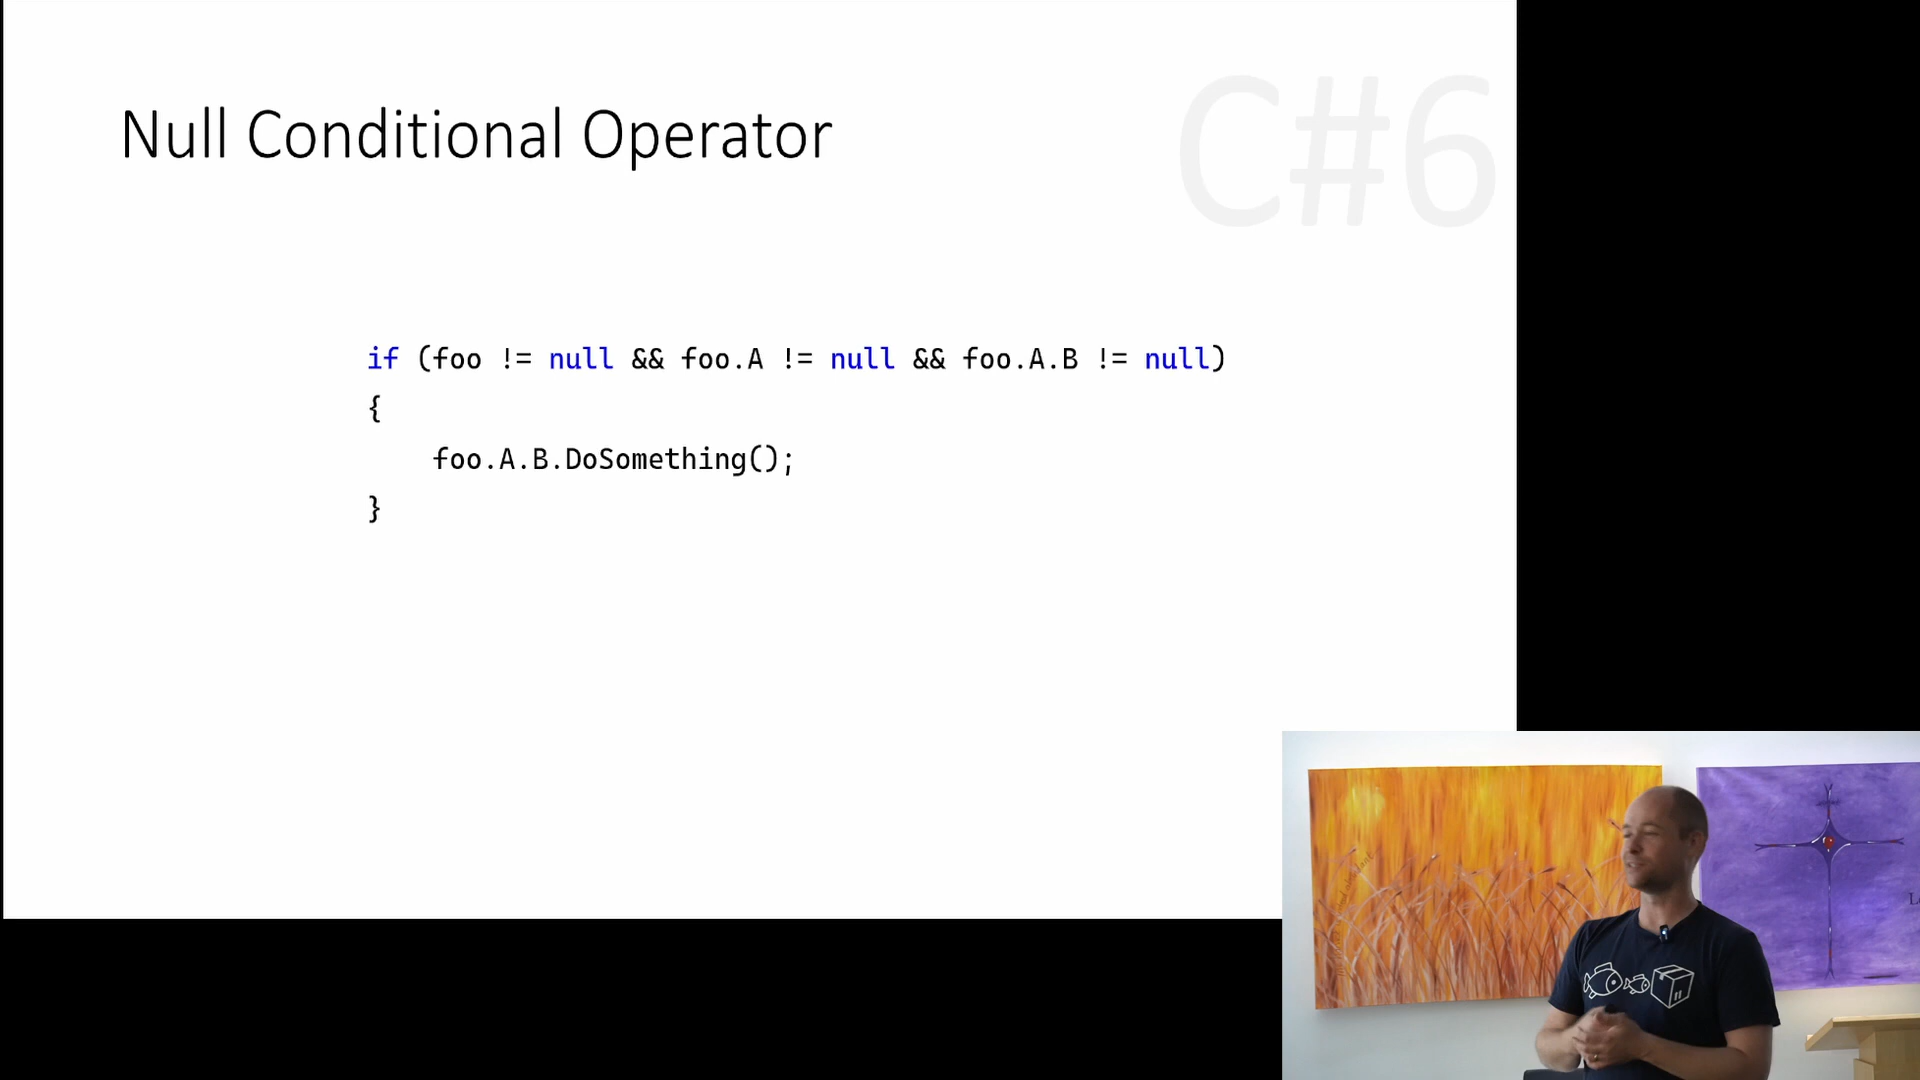 C#6
Null Conditional Operator
if (foo != null && foo.A != null && foo.A.B != null)
{
    foo.A.B.DoSomething();
}